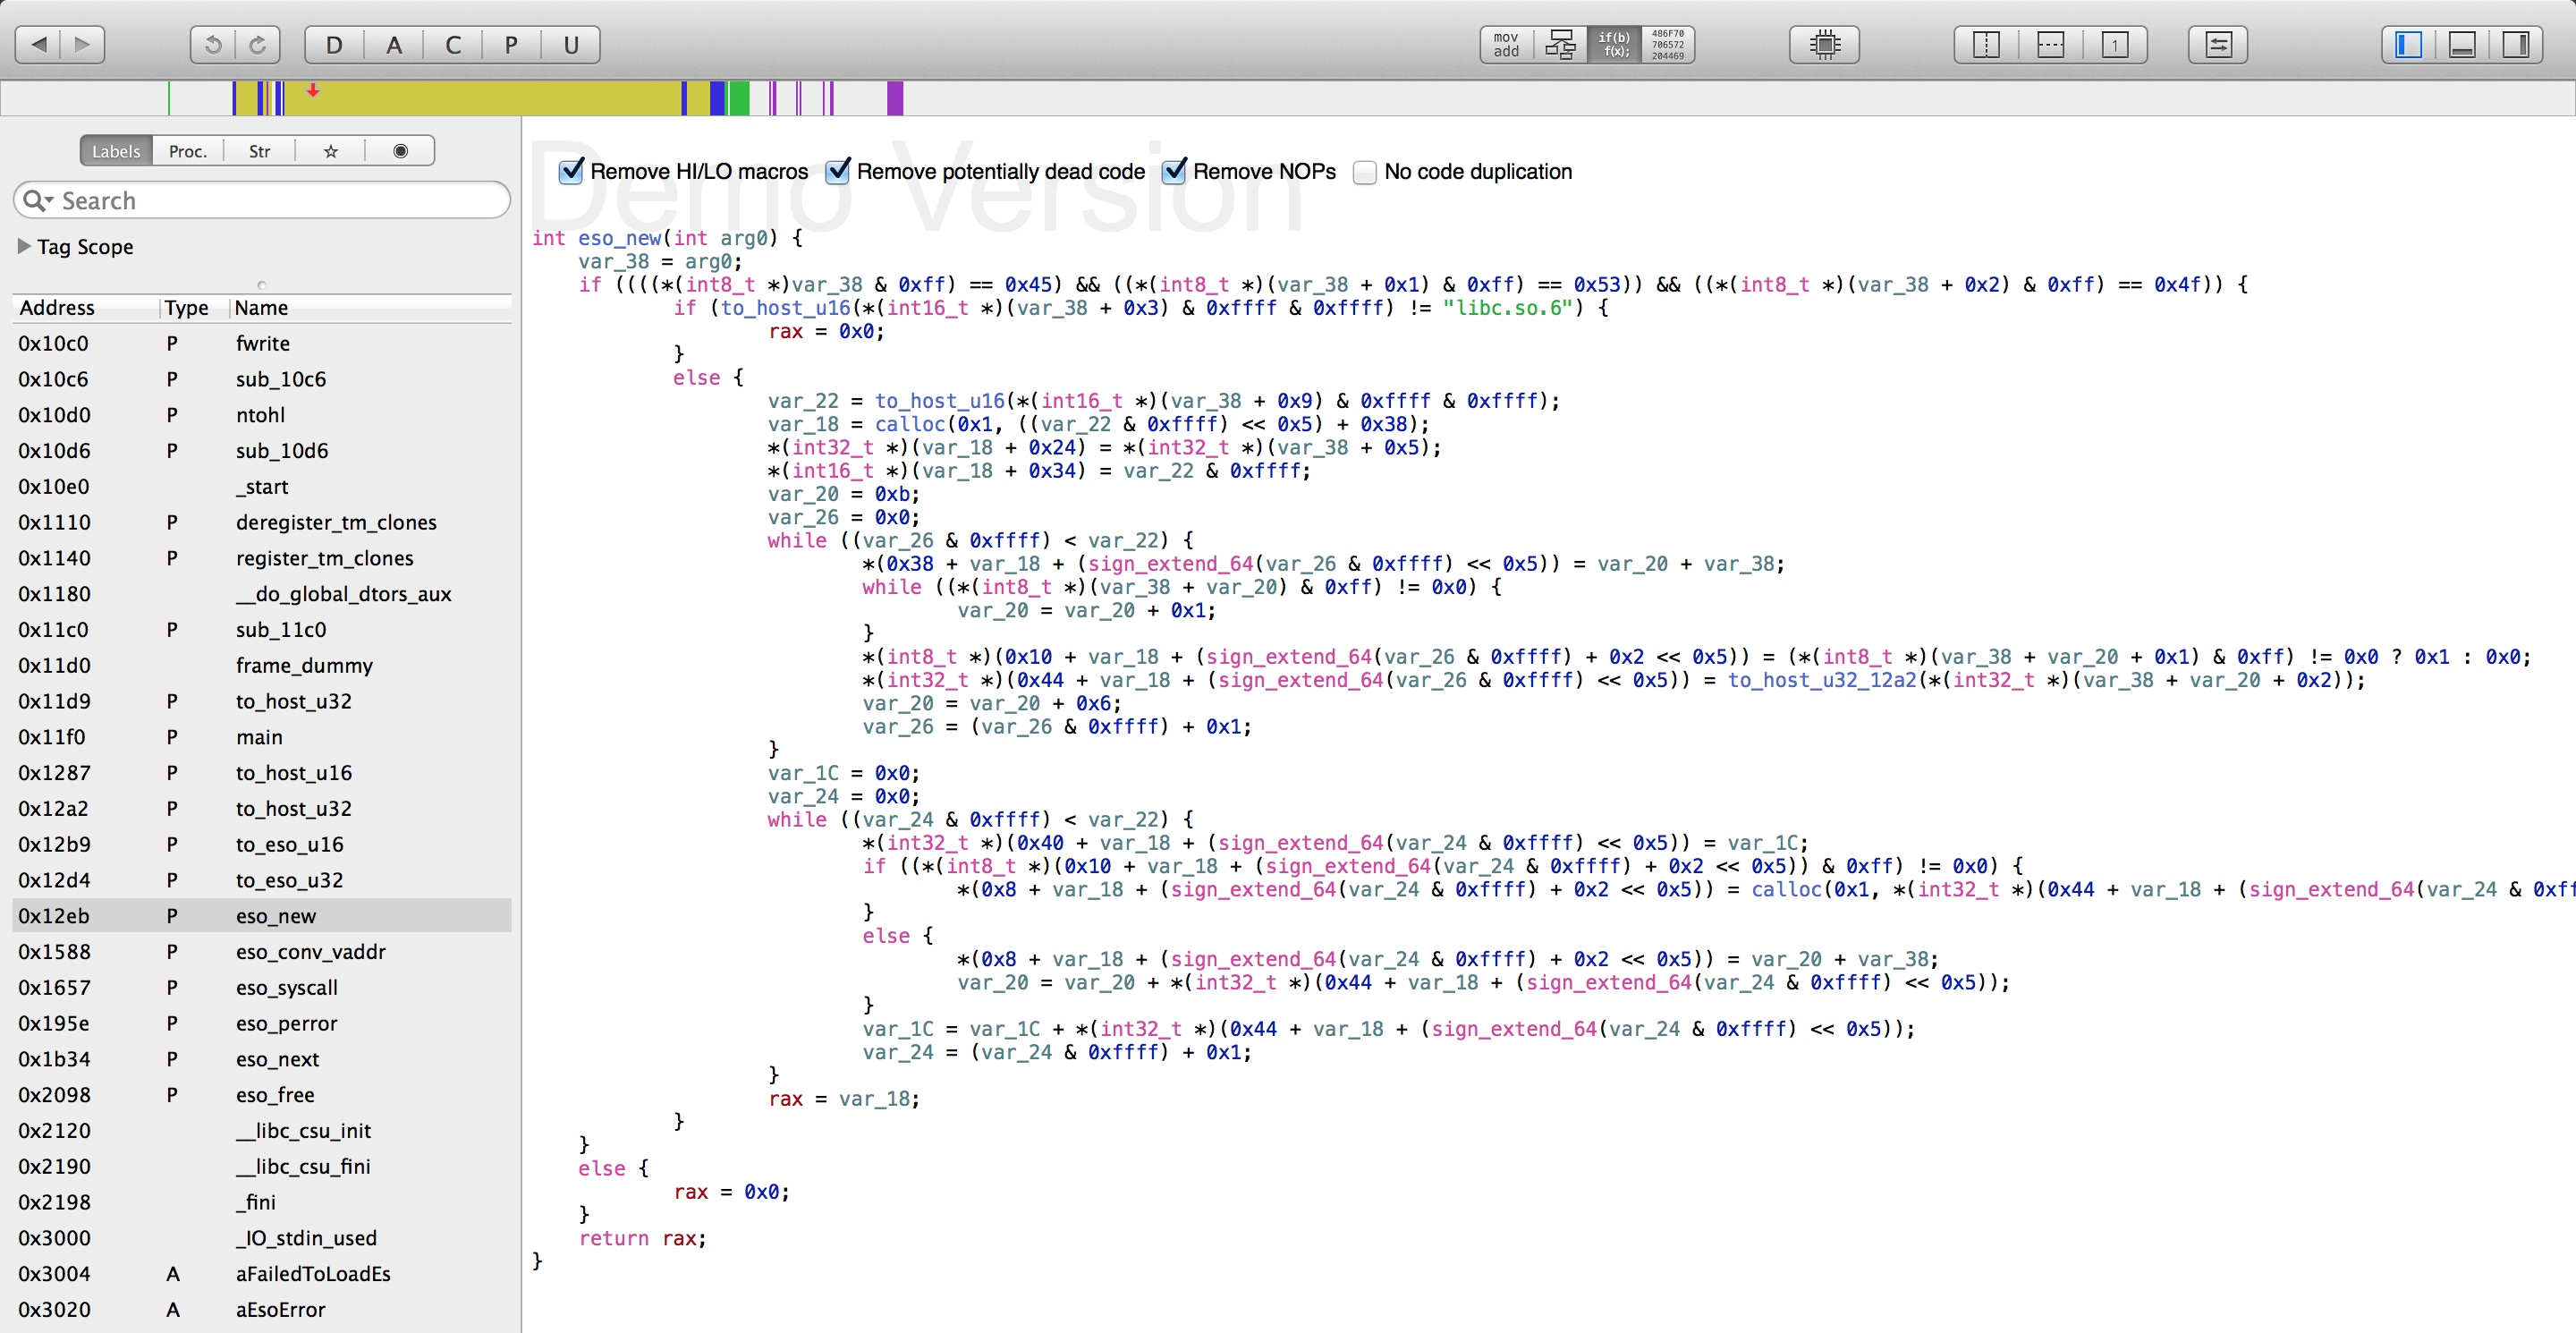 D A C P U
mov add if(b) f(x); 486F70 706572 204469 1
Labels Proc. Str
Search
Tag Scope
Address Type Name
0x10c0 P fwrite
0x10c6 P sub_10c6
0x10d0 P ntohl
0x10d6 P sub_10d6
0x10e0 _start
0x1110 P deregister_tm_clones
0x1140 P register_tm_clones
0x1180 __do_global_dtors_aux
0x11c0 P sub_11c0
0x11d0 frame_dummy
0x11d9 P to_host_u32
0x11f0 P main
0x1287 P to_host_u16
0x12a2 P to_host_u32
0x12b9 P to_eso_u16
0x12d4 P to_eso_u32
0x12eb P eso_new
0x1588 P eso_conv_vaddr
0x1657 P eso_syscall
0x195e P eso_perror
0x1b34 P eso_next
0x2098 P eso_free
0x2120 __libc_csu_init
0x2190 __libc_csu_fini
0x2198 _fini
0x3000 _IO_stdin_used
0x3004 A aFailedToLoadEs
0x3020 A aEsoError
Demo Version
Remove HI/LO macros Remove potentially dead code Remove NOPs No code duplication
int eso_new(int arg0) {
var_38 = arg0;
if ((((*(int8_t *)var_38 & 0xff) == 0x45) && ((*(int8_t *)(var_38 + 0x1) & 0xff) == 0x53)) && ((*(int8_t *)(var_38 + 0x2) & 0xff) == 0x4f)) {
if (to_host_u16(*(int16_t *)(var_38 + 0x3) & 0xffff & 0xffff) != "libc.so.6") {
rax = 0x0;
}
else {
var_22 = to_host_u16(*(int16_t *)(var_38 + 0x9) & 0xffff & 0xffff);
var_18 = calloc(0x1, ((var_22 & 0xffff) << 0x5) + 0x38);
*(int32_t *)(var_18 + 0x24) = *(int32_t *)(var_38 + 0x5);
*(int16_t *)(var_18 + 0x34) = var_22 & 0xffff;
var_20 = 0xb;
var_26 = 0x0;
while ((var_26 & 0xffff) < var_22) {
*(0x38 + var_18 + (sign_extend_64(var_26 & 0xffff) << 0x5)) = var_20 + var_38;
while ((*(int8_t *)(var_38 + var_20) & 0xff) != 0x0) {
var_20 = var_20 + 0x1;
}
*(int8_t *)(0x10 + var_18 + (sign_extend_64(var_26 & 0xffff) + 0x2 << 0x5)) = (*(int8_t *)(var_38 + var_20 + 0x1) & 0xff) != 0x0 ? 0x1 : 0x0;
*(int32_t *)(0x44 + var_18 + (sign_extend_64(var_26 & 0xffff) << 0x5)) = to_host_u32_12a2(*(int32_t *)(var_38 + var_20 + 0x2));
var_20 = var_20 + 0x6;
var_26 = (var_26 & 0xffff) + 0x1;
}
var_1C = 0x0;
var_24 = 0x0;
while ((var_24 & 0xffff) < var_22) {
*(int32_t *)(0x40 + var_18 + (sign_extend_64(var_24 & 0xffff) << 0x5)) = var_1C;
if ((*(int8_t *)(0x10 + var_18 + (sign_extend_64(var_24 & 0xffff) + 0x2 << 0x5)) & 0xff) != 0x0) {
*(0x8 + var_18 + (sign_extend_64(var_24 & 0xffff) + 0x2 << 0x5)) = calloc(0x1, *(int32_t *)(0x44 + var_18 + (sign_extend_64(var_24 & 0xff
}
else {
*(0x8 + var_18 + (sign_extend_64(var_24 & 0xffff) + 0x2 << 0x5)) = var_20 + var_38;
var_20 = var_20 + *(int32_t *)(0x44 + var_18 + (sign_extend_64(var_24 & 0xffff) << 0x5));
}
var_1C = var_1C + *(int32_t *)(0x44 + var_18 + (sign_extend_64(var_24 & 0xffff) << 0x5));
var_24 = (var_24 & 0xffff) + 0x1;
}
rax = var_18;
}
}
else {
rax = 0x0;
}
return rax;
}